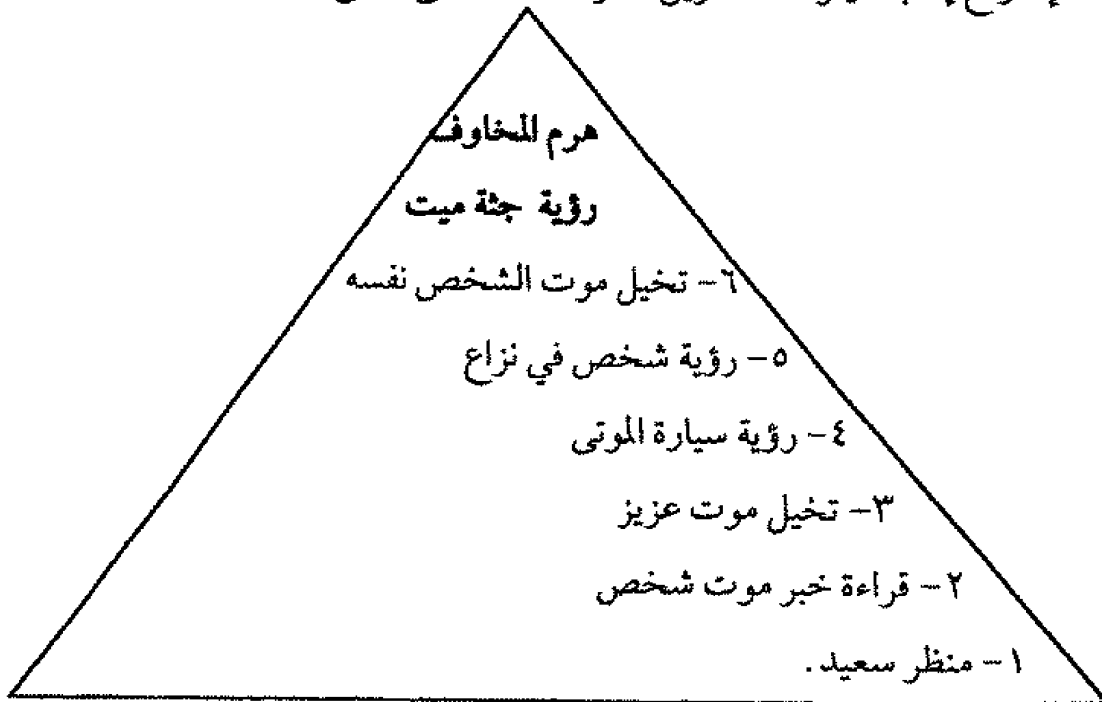 هرم المخاوف
رؤية جثة ميت
٦- تخيل موت الشخص نفسه
٥- رؤية شخص في نزاع
٤- رؤية سيارة الموتى
٣- تخيل موت عزيز
٢- قراءة خبر موت شخص
١- منظر سعيد.